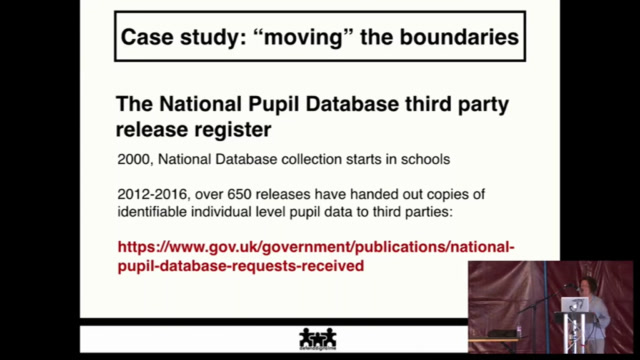 Case study: “moving” the boundaries
The National Pupil Database third party
release register
2000, National Database collection starts in schools
2012-2016, over 650 releases have handed out copies of
identifiable individual level pupil data to third parties:
https://www.gov.uk/government/publications/national-
pupil-database-requests-received
defenddigitalme